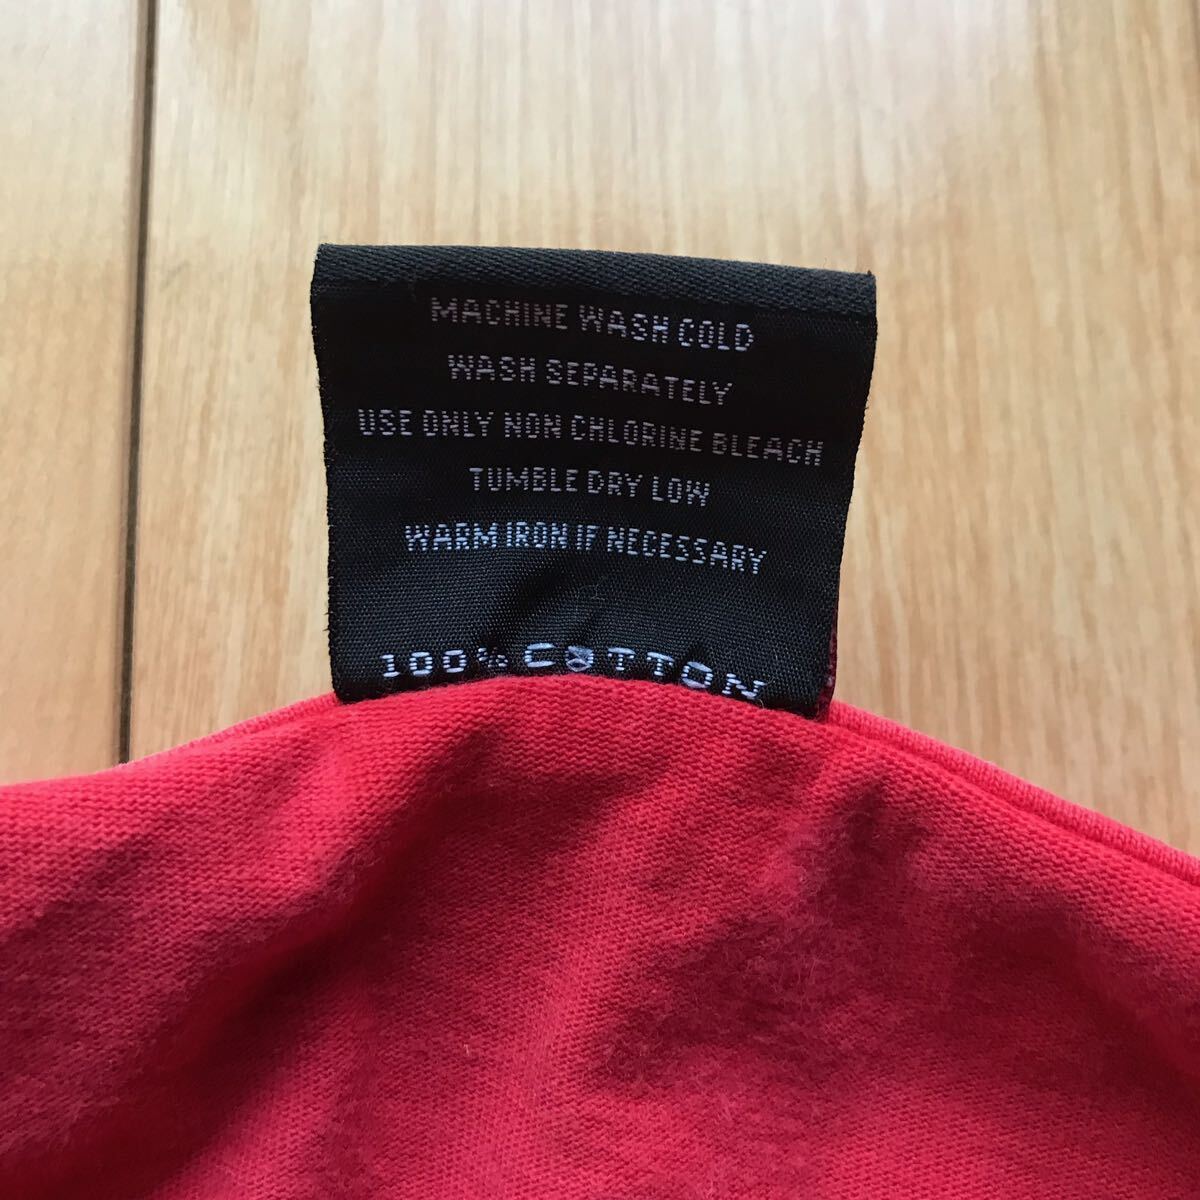 MACHINE WASH COLD
WASH SEPARATELY
USE ONLY NON CHLORINE BLEACH
TUMBLE DRY LOW
WARM IRON IF NECESSARY
100% COTTON